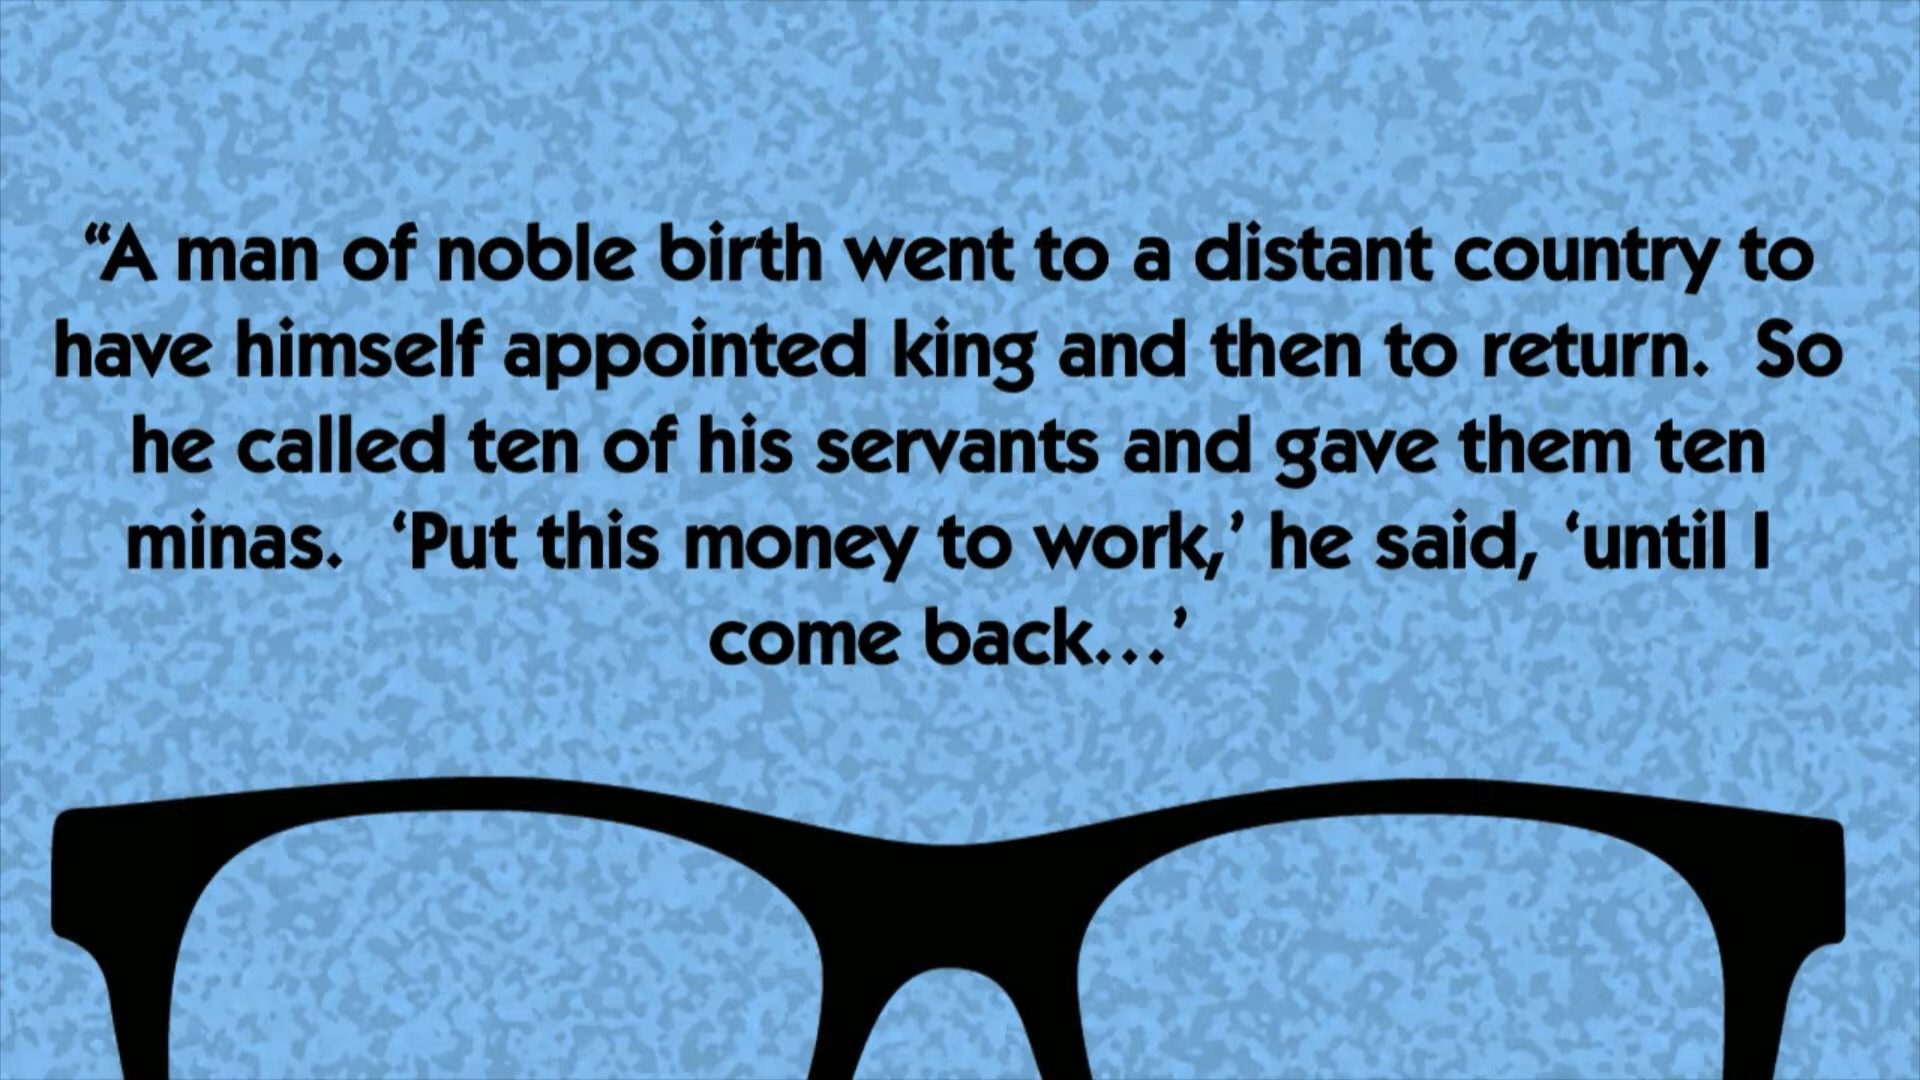 “A man of noble birth went to a distant country to
have himself appointed king and then to return.  So
he called ten of his servants and gave them ten
minas.  ‘Put this money to work,’ he said, ‘until I
come back…’